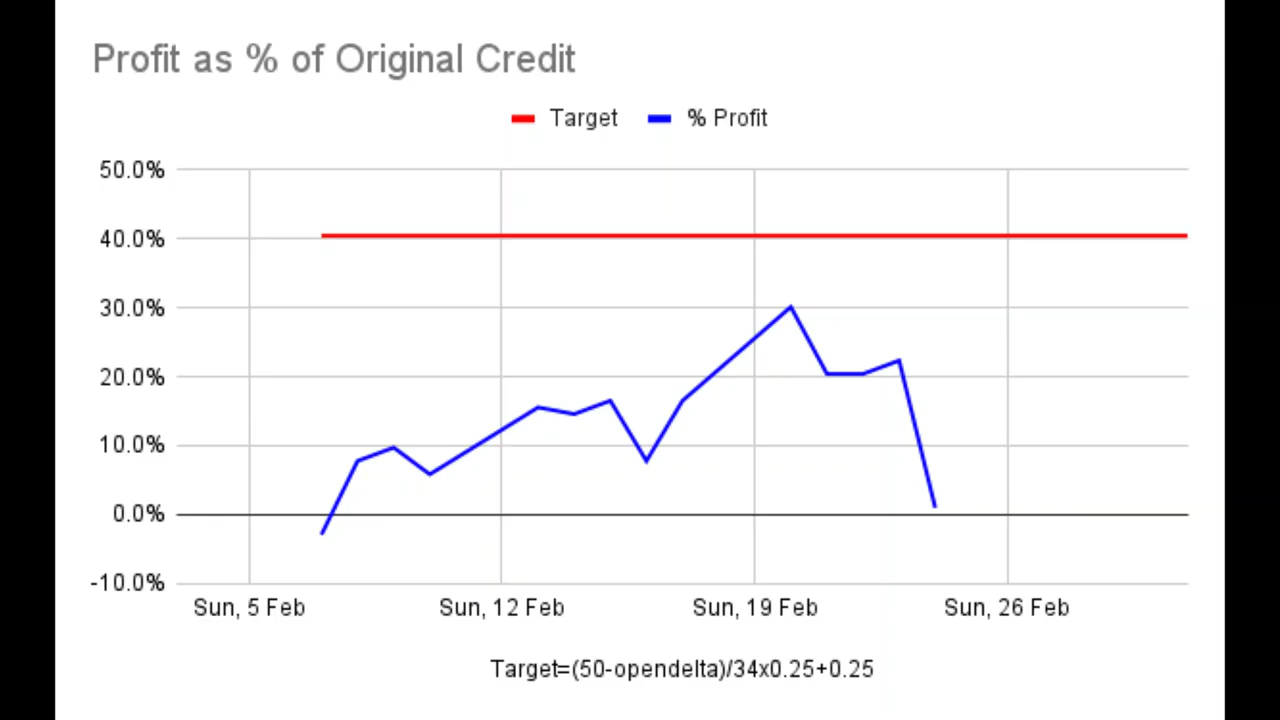 Profit as % of Original Credit
Target % Profit
50.0%
40.0%
30.0%
20.0%
10.0%
0.0%
-10.0%
Sun, 5 Feb Sun, 12 Feb Sun, 19 Feb Sun, 26 Feb
Target=(50-opendelta)/34x0.25+0.25